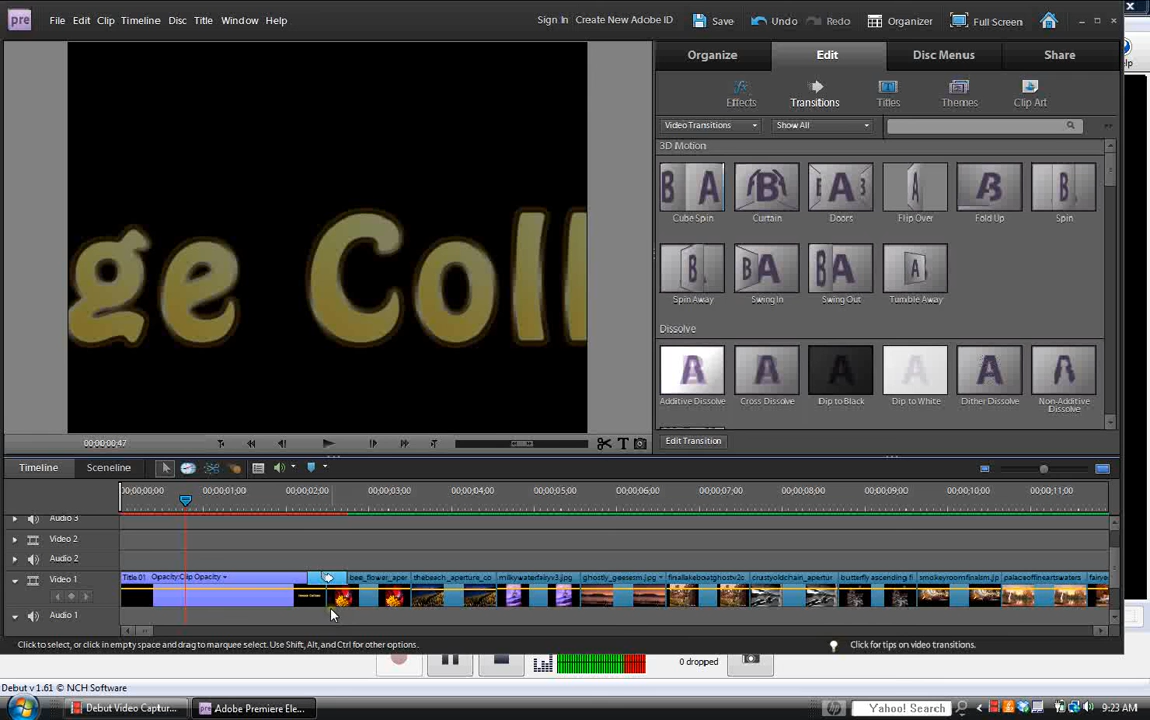 pre File Edit Clip Timeline Disc Title Window Help Sign In Create New Adobe ID Save Undo Redo Organizer Full Screen
Organize Edit Disc Menus Share
Effects Transitions Titles Themes Clip Art
Video Transitions Show All
3D Motion
Cube Spin Curtain Doors Flip Over Fold Up Spin
Spin Away Swing In Swing Out Tumble Away
Dissolve
Additive Dissolve Cross Dissolve Dip to Black Dip to White Dither Dissolve Non-Additive Dissolve
ge Coll
00;00;00;47 Edit Transition
Timeline Sceneline
00;00;00;00 00;00;01;00 00;00;02;00 00;00;03;00 00;00;04;00 00;00;05;00 00;00;06;00 00;00;07;00 00;00;08;00 00;00;09;00 00;00;10;00 00;00;11;00
Audio 3
Video 2
Audio 2
Video 1 Title 01 Opacity:Clip Opacity bee_flower_aper thebeach_aperture_co milkywayfairyv3.jpg ghostly_geesesm.jpg finallakeboatghostv2c crustyoldchain_apertur butterfly ascending fi smokeyroomfinalsm.jp palaceoffineartswaters fairye
Audio 1
Click to select, or click in empty space and drag to marquee select. Use Shift, Alt, and Ctrl for other options. Click for tips on video transitions.
0 dropped
Debut v 1.61 © NCH Software
Debut Video Captur... Adobe Premiere Ele... Yahoo! Search 9:23 AM